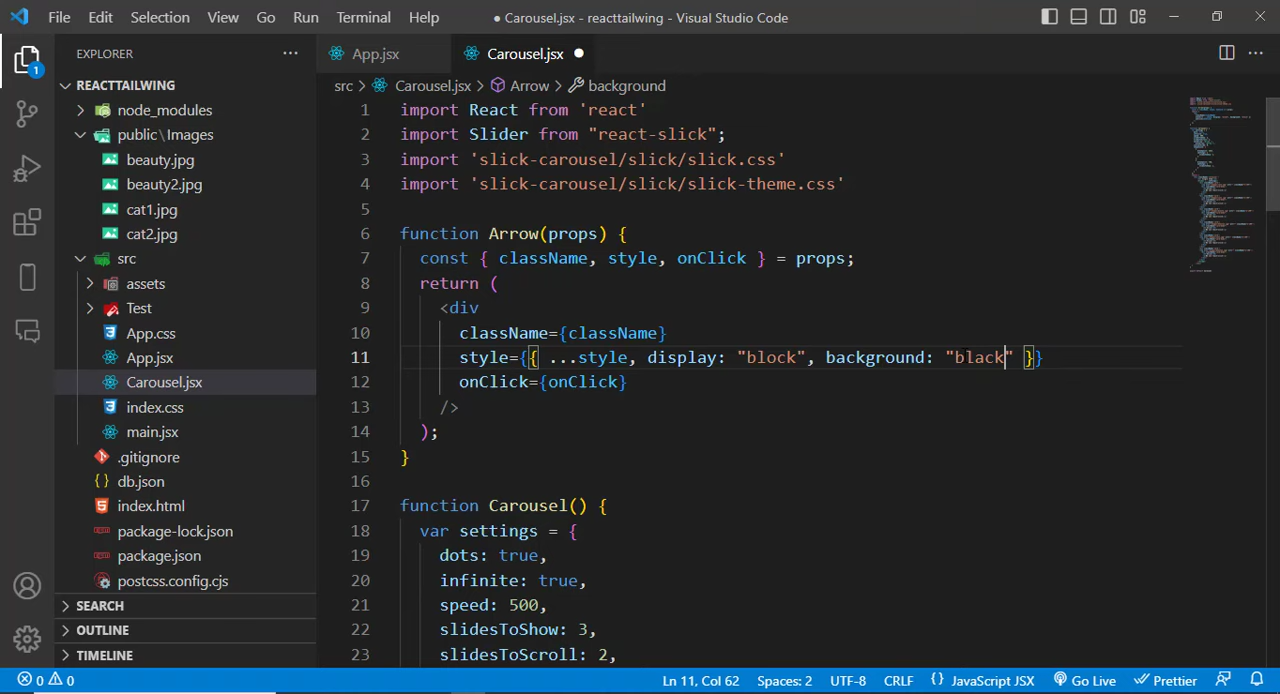 File Edit Selection View Go Run Terminal Help ● Carousel.jsx - reacttailwing - Visual Studio Code
EXPLORER
App.jsx
Carousel.jsx
1
REACTTAILWING
node_modules
public\Images
beauty.jpg
beauty2.jpg
cat1.jpg
cat2.jpg
src
assets
Test
App.css
App.jsx
Carousel.jsx
index.css
main.jsx
.gitignore
db.json
index.html
package-lock.json
package.json
postcss.config.cjs
SEARCH
OUTLINE
TIMELINE
src > Carousel.jsx > Arrow > background
1 import React from 'react'
2 import Slider from "react-slick";
3 import 'slick-carousel/slick/slick.css'
4 import 'slick-carousel/slick/slick-theme.css'
5
6 function Arrow(props) {
7 const { className, style, onClick } = props;
8 return (
9 <div
10 className={className}
11 style={{ ...style, display: "block", background: "black" }}
12 onClick={onClick}
13 />
14 );
15 }
16
17 function Carousel() {
18 var settings = {
19 dots: true,
20 infinite: true,
21 speed: 500,
22 slidesToShow: 3,
23 slidesToScroll: 2,
0 0 Ln 11, Col 62 Spaces: 2 UTF-8 CRLF {} JavaScript JSX Go Live Prettier